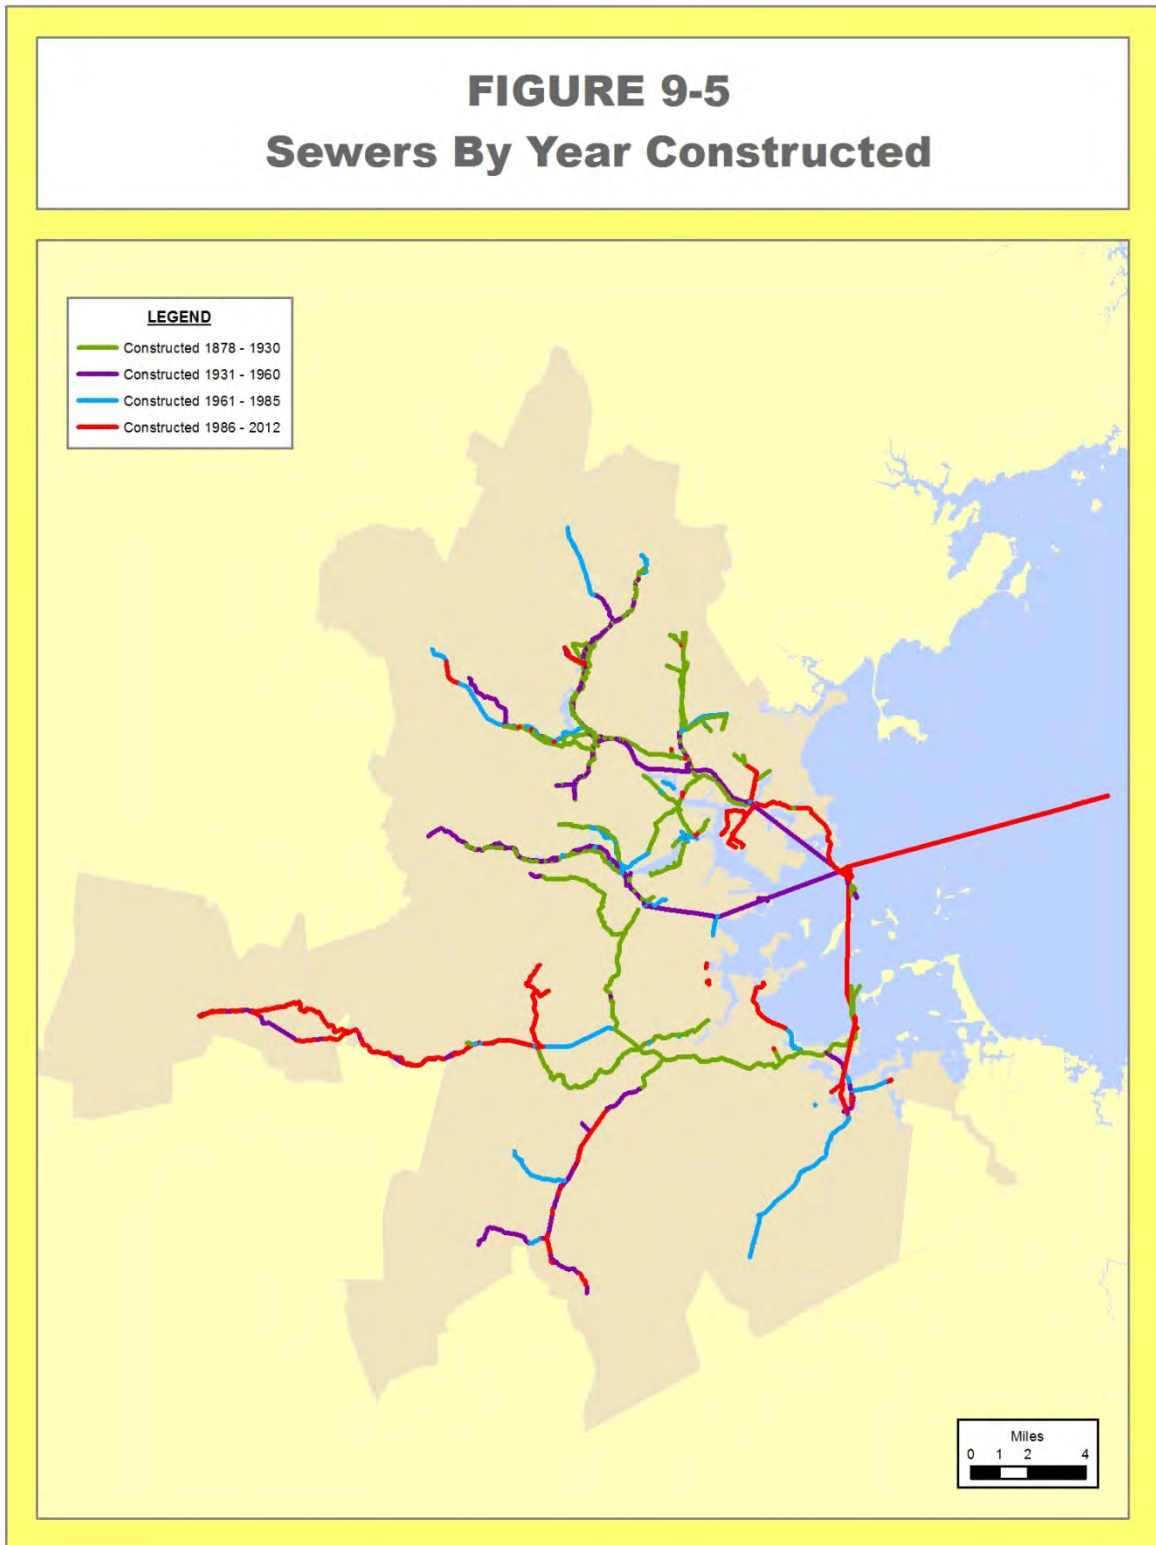 FIGURE 9-5
Sewers By Year Constructed
LEGEND
Constructed 1878 - 1930
Constructed 1931 - 1960
Constructed 1961 - 1985
Constructed 1986 - 2012
Miles
0 1 2 4